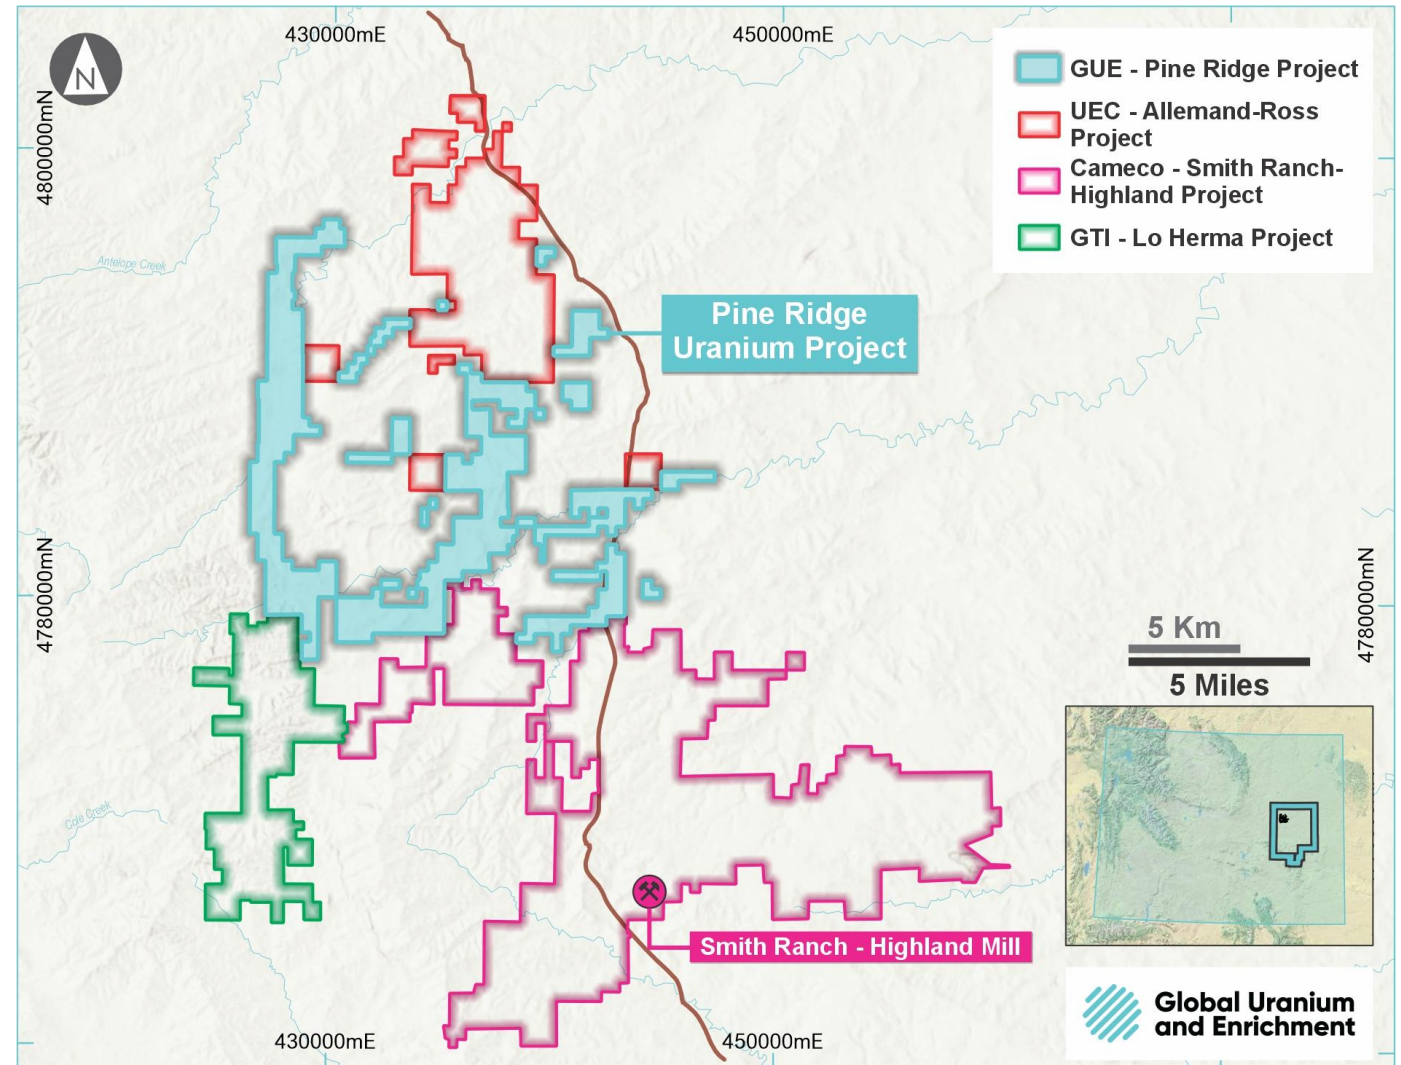 430000mE
450000mE
N
4800000mN
GUE - Pine Ridge Project
UEC - Allemand-Ross
Project
Cameco - Smith Ranch-
Highland Project
GTI - Lo Herma Project
Antelope Creek
Pine Ridge
Uranium Project
4780000mN
4780000mN
5 Km
5 Miles
Cole Creek
Smith Ranch - Highland Mill
Global Uranium
and Enrichment
430000mE
450000mE